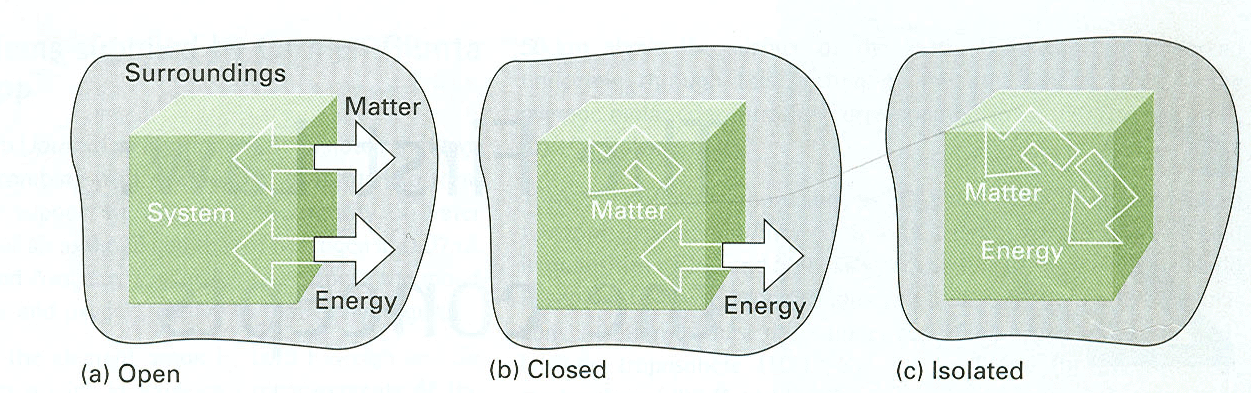 Surroundings
Matter
System
Energy
(a) Open
Matter
Energy
(b) Closed
Matter
Energy
(c) Isolated